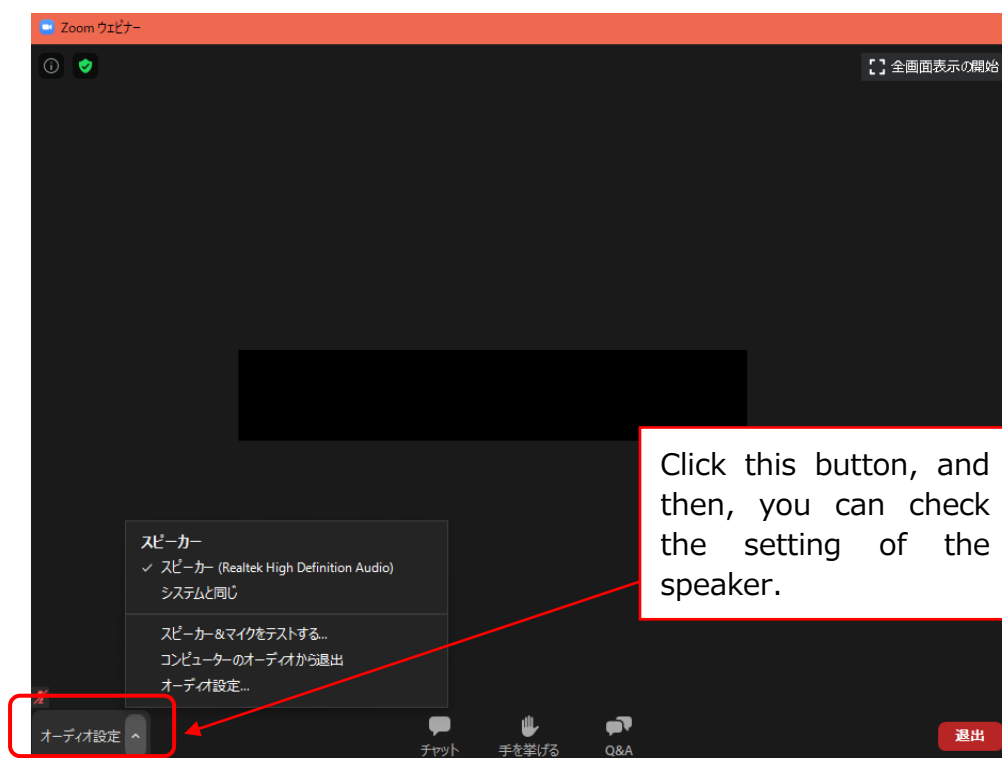 Zoom ウェビナー
全画面表示の開始
Click this button, and
then, you can check
the setting of the
speaker.
スピーカー
スピーカー (Realtek High Definition Audio)
システムと同じ
スピーカー&マイクをテストする...
コンピューターのオーディオから退出
オーディオ設定...
オーディオ設定
チャット
手を挙げる
Q&A
退出